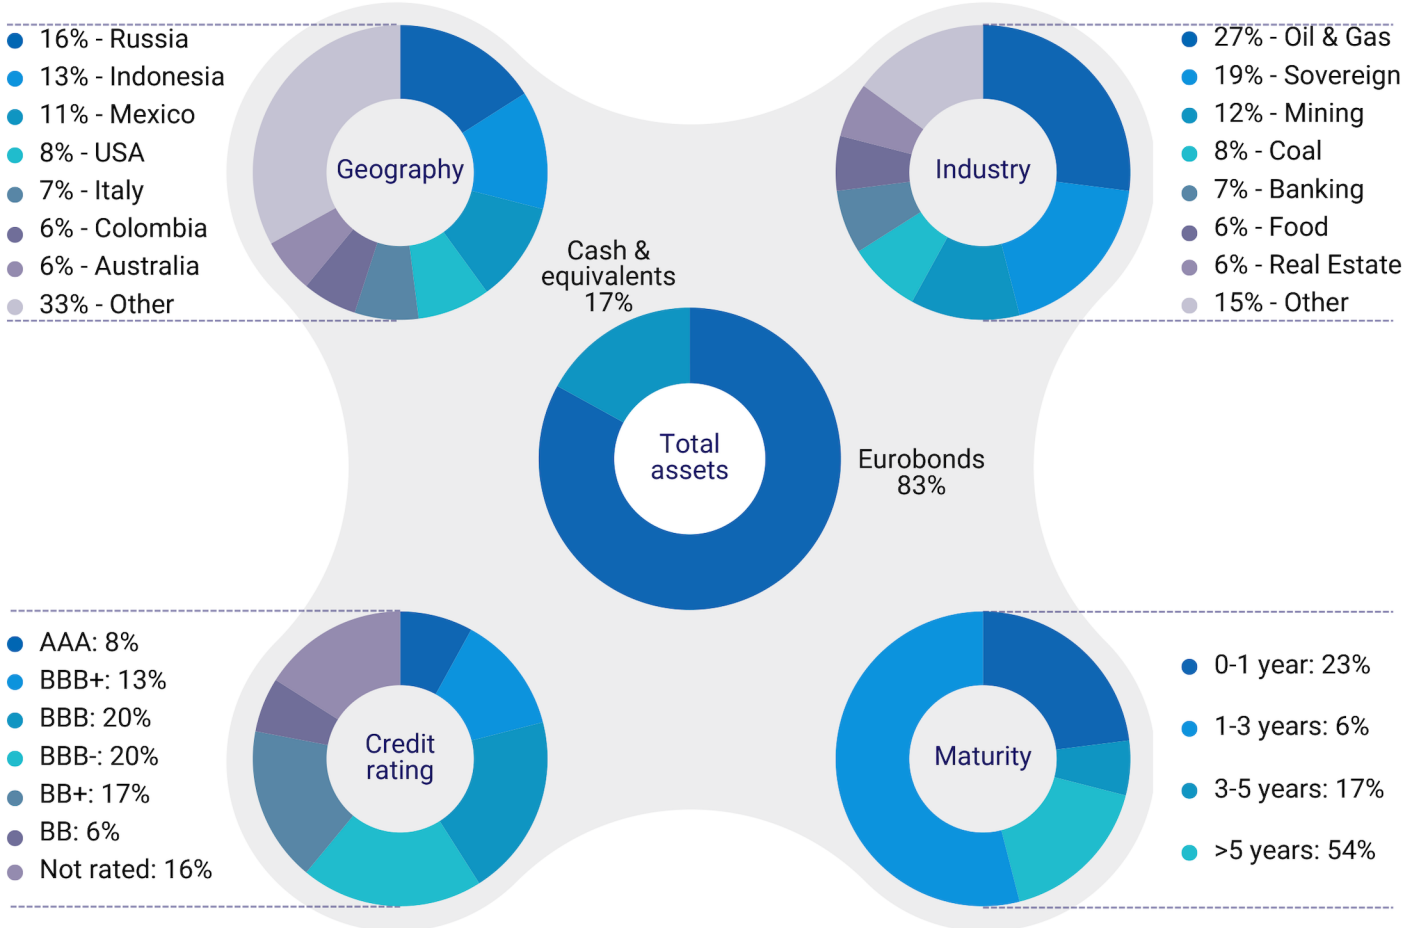 16% - Russia
13% - Indonesia
11% - Mexico
8% - USA
7% - Italy
6% - Colombia
6% - Australia
33% - Other
Geography
27% - Oil & Gas
19% - Sovereign
12% - Mining
8% - Coal
7% - Banking
6% - Food
6% - Real Estate
15% - Other
Industry
Cash &
equivalents
17%
Total
assets
Eurobonds
83%
AAA: 8%
BBB+: 13%
BBB: 20%
BBB-: 20%
BB+: 17%
BB: 6%
Not rated: 16%
Credit
rating
Maturity
0-1 year: 23%
1-3 years: 6%
3-5 years: 17%
>5 years: 54%